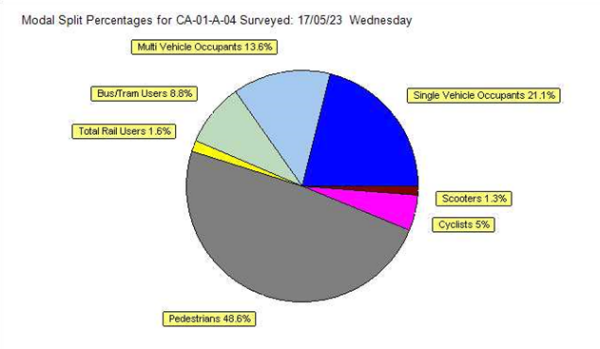 Modal Split Percentages for CA-01-A-04 Surveyed: 17/05/23  Wednesday
Multi Vehicle Occupants 13.6%
Bus/Tram Users 8.8%
Single Vehicle Occupants 21.1%
Total Rail Users 1.6%
Scooters 1.3%
Cyclists 5%
Pedestrians 48.6%